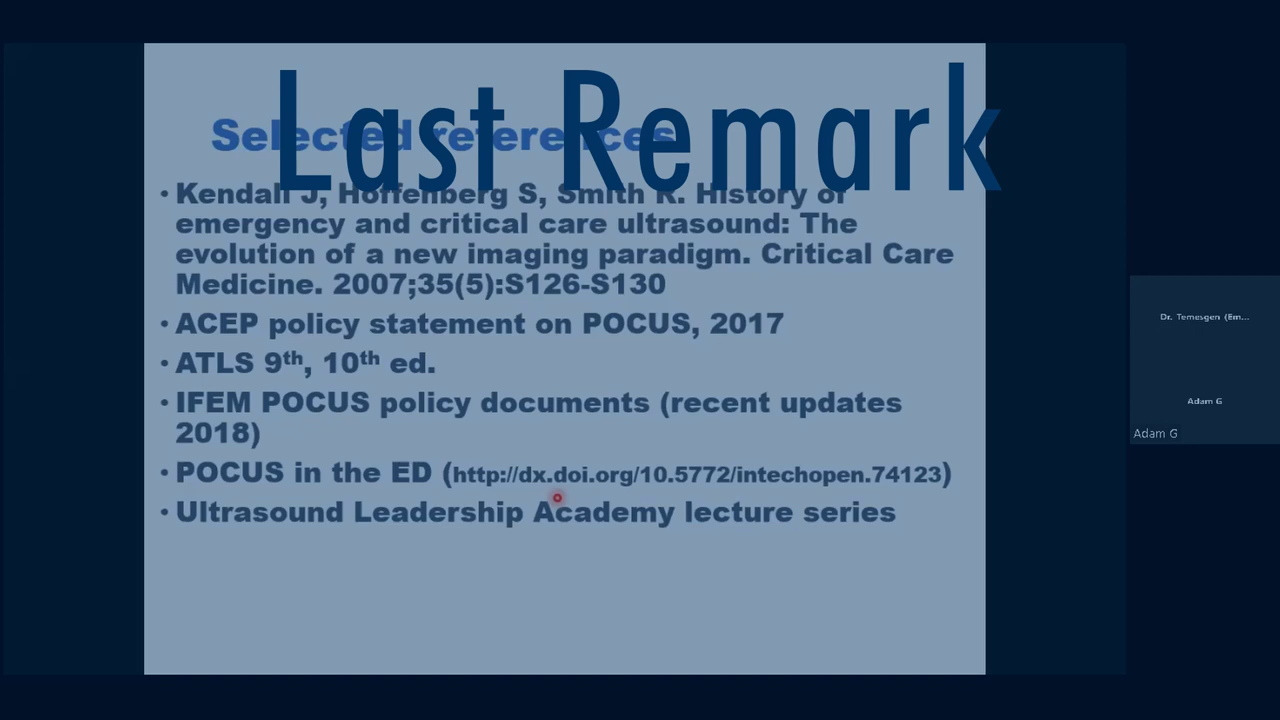 Last Remark
Selected references
• Kendall J, Hoffenberg S, Smith R. History of
emergency and critical care ultrasound: The
evolution of a new imaging paradigm. Critical Care
Medicine. 2007;35(5):S126-S130
• ACEP policy statement on POCUS, 2017
• ATLS 9th, 10th ed.
• IFEM POCUS policy documents (recent updates
2018)
• POCUS in the ED (http://dx.doi.org/10.5772/intechopen.74123)
• Ultrasound Leadership Academy lecture series
Dr. Temesgen (Em...
Adam G
Adam G